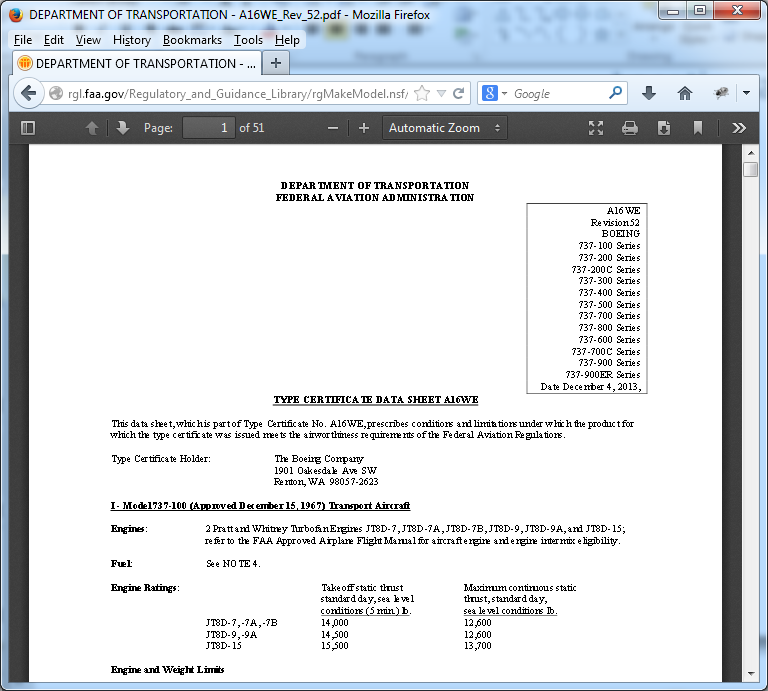 DEPARTMENT OF TRANSPORTATION - A16WE_Rev_52.pdf - Mozilla Firefox
File Edit View History Bookmarks Tools Help
DEPARTMENT OF TRANSPORTATION - ...
rgl.faa.gov/Regulatory_and_Guidance_Library/rgMakeModel.nsf/
Google
Page: 1 of 51
Automatic Zoom
DEPARTMENT OF TRANSPORTATION
FEDERAL AVIATION ADMINISTRATION
A16WE
Revision 52
BOEING
737-100 Series
737-200 Series
737-200C Series
737-300 Series
737-400 Series
737-500 Series
737-700 Series
737-800 Series
737-600 Series
737-700C Series
737-900 Series
737-900ER Series
Date December 4, 2013,
TYPE CERTIFICATE DATA SHEET A16WE
This data sheet, which is part of Type Certificate No. A16WE, prescribes conditions and limitations under which the product for
which the type certificate was issued meets the airworthiness requirements of the Federal Aviation Regulations.
Type Certificate Holder: The Boeing Company
1901 Oakesdale Ave SW
Renton, WA 98057-2623
I - Model 737-100 (Approved December 15, 1967) Transport Aircraft
Engines: 2 Pratt and Whitney Turbofan Engines JT8D-7, JT8D-7A, JT8D-7B, JT8D-9, JT8D-9A, and JT8D-15;
refer to the FAA Approved Airplane Flight Manual for aircraft engine and engine intermix eligibility.
Fuel: See NOTE 4.
Engine Ratings: Takeoff static thrust Maximum continuous static
standard day, sea level thrust, standard day,
conditions (5 min.) lb. sea level conditions lb.
JT8D-7, -7A, -7B 14,000 12,600
JT8D-9, -9A 14,500 12,600
JT8D-15 15,500 13,700
Engine and Weight Limits